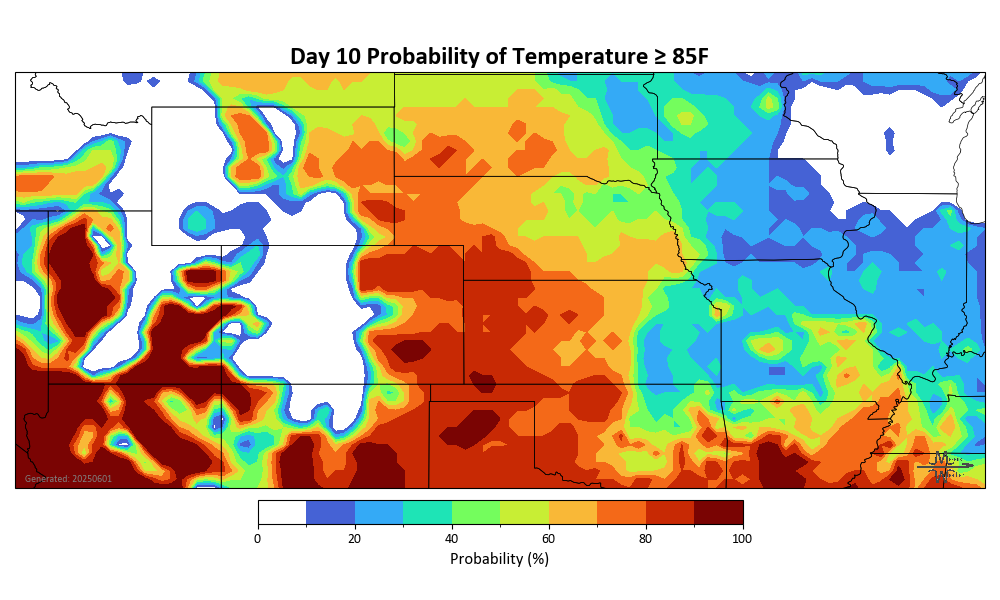 Day 10 Probability of Temperature ≥ 85F
Generated: 20250601
0 20 40 60 80 100
Probability (%)